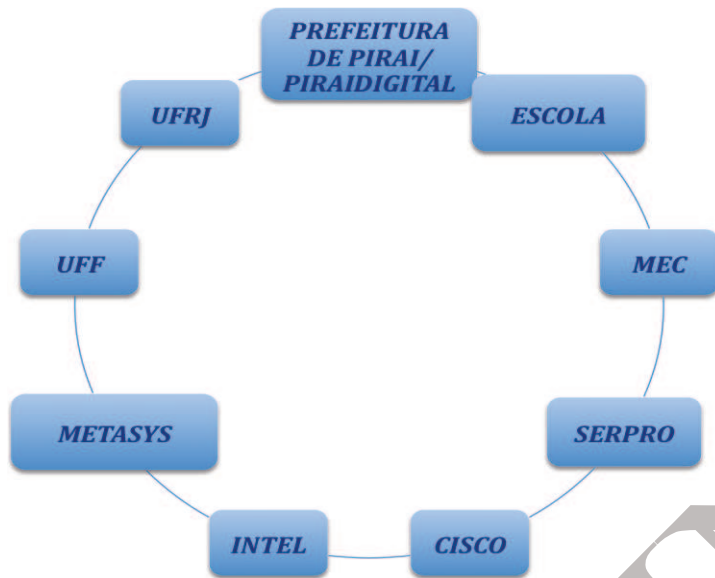 PREFEITURA
DE PIRAI/
PIRAIDIGITAL
ESCOLA
MEC
SERPRO
CISCO
INTEL
METASYS
UFF
UFRJ